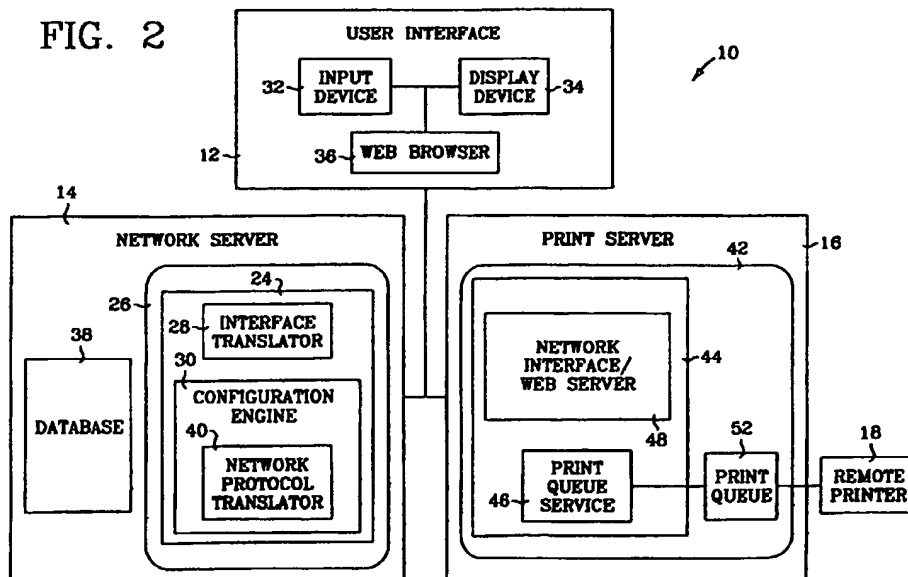 FIG. 2
USER INTERFACE
10
32
INPUT
DEVICE
DISPLAY
DEVICE
34
12
36
WEB BROWSER
14
NETWORK SERVER
24
26
28
INTERFACE
TRANSLATOR
38
DATABASE
30
CONFIGURATION
ENGINE
40
NETWORK
PROTOCOL
TRANSLATOR
PRINT SERVER
16
42
NETWORK
INTERFACE/
WEB SERVER
44
48
46
PRINT
QUEUE
SERVICE
52
PRINT
QUEUE
18
REMOTE
PRINTER